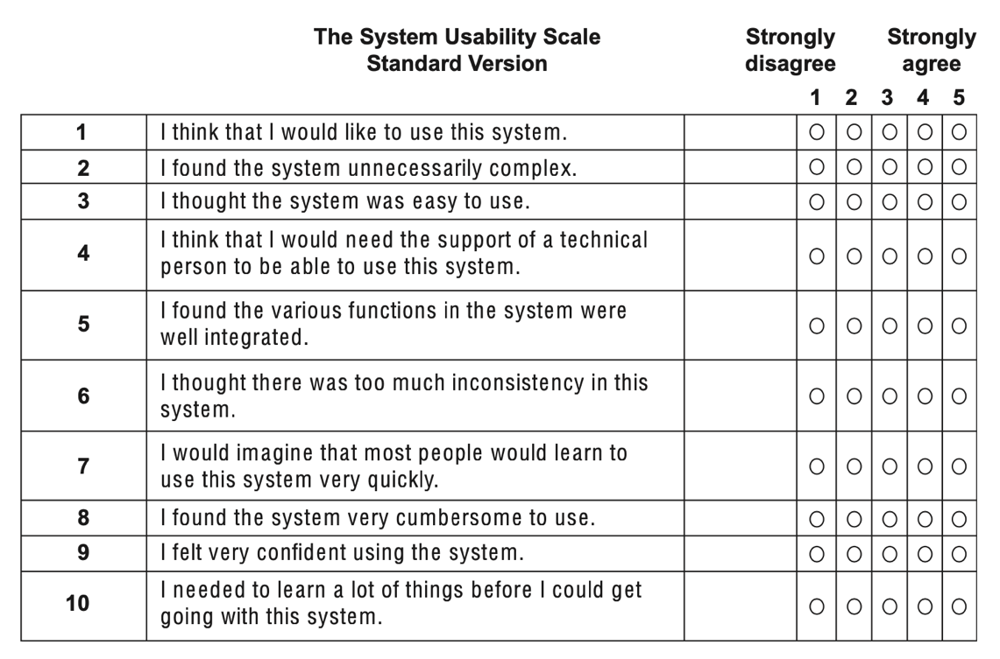 The System Usability Scale
Standard Version
Strongly
disagree
Strongly
agree
1 2 3 4 5
1 I think that I would like to use this system.
2 I found the system unnecessarily complex.
3 I thought the system was easy to use.
4 I think that I would need the support of a technical
person to be able to use this system.
5 I found the various functions in the system were
well integrated.
6 I thought there was too much inconsistency in this
system.
7 I would imagine that most people would learn to
use this system very quickly.
8 I found the system very cumbersome to use.
9 I felt very confident using the system.
10 I needed to learn a lot of things before I could get
going with this system.